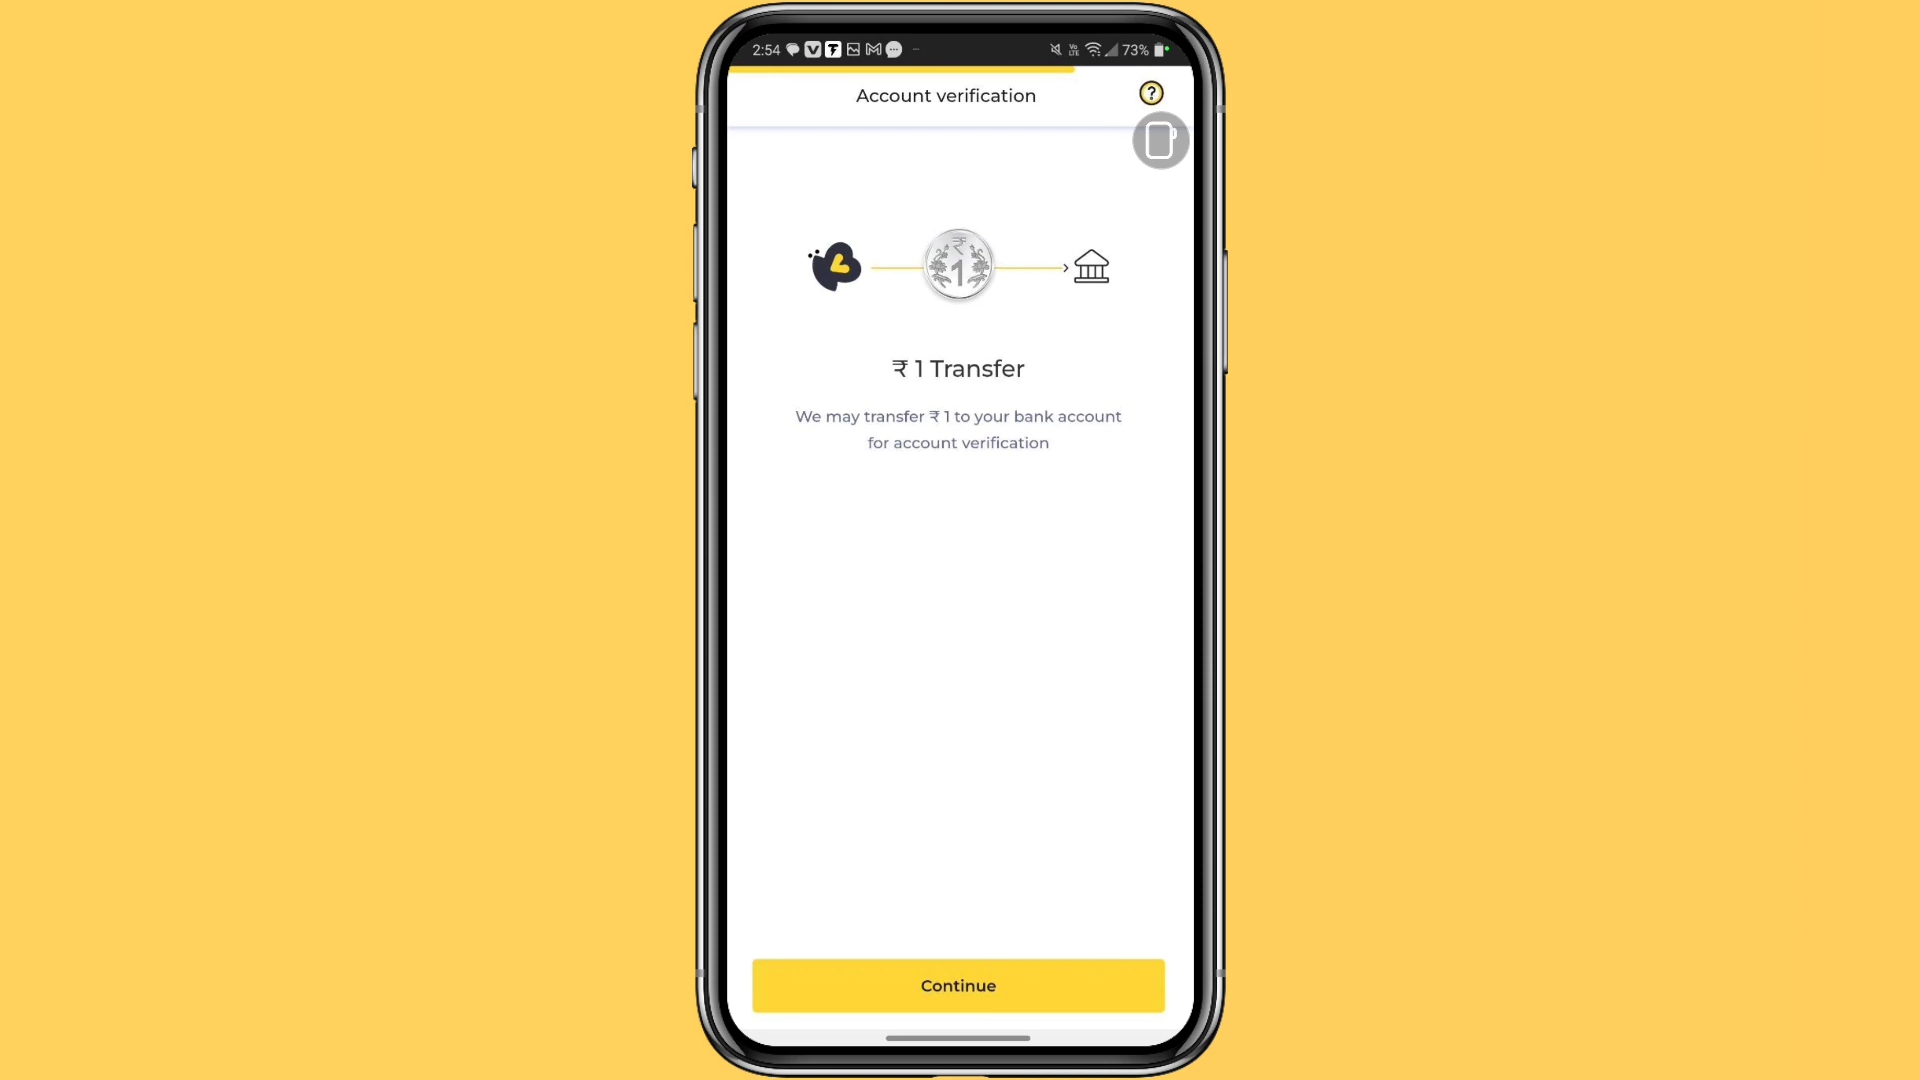 2:54
73%
Account verification
?
₹ 1 Transfer
We may transfer ₹ 1 to your bank account
for account verification
Continue